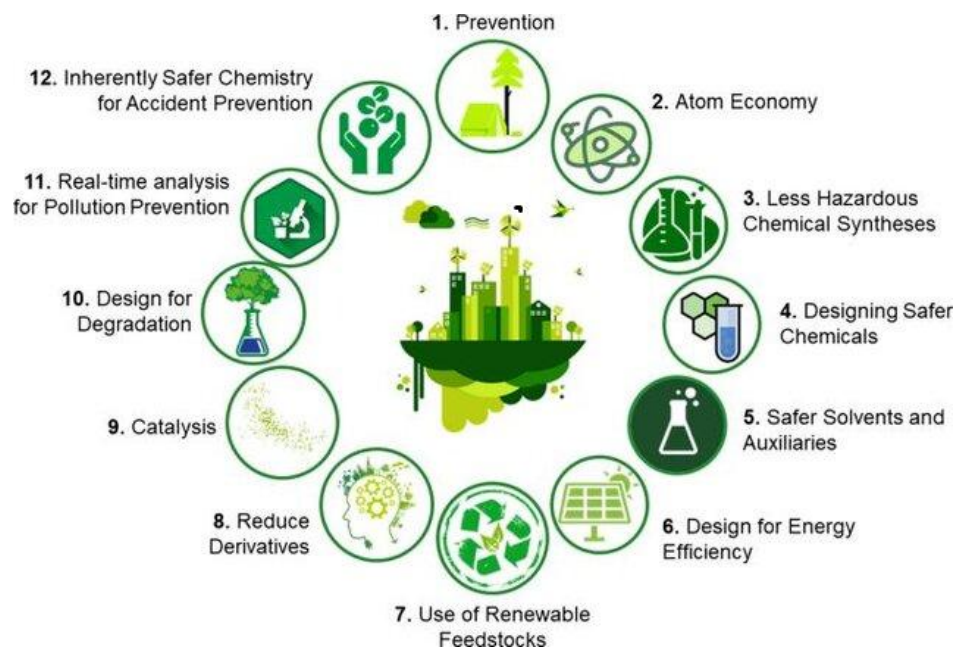 1. Prevention
2. Atom Economy
3. Less Hazardous
Chemical Syntheses
4. Designing Safer
Chemicals
5. Safer Solvents and
Auxiliaries
6. Design for Energy
Efficiency
7. Use of Renewable
Feedstocks
8. Reduce
Derivatives
9. Catalysis
10. Design for
Degradation
11. Real-time analysis
for Pollution Prevention
12. Inherently Safer Chemistry
for Accident Prevention